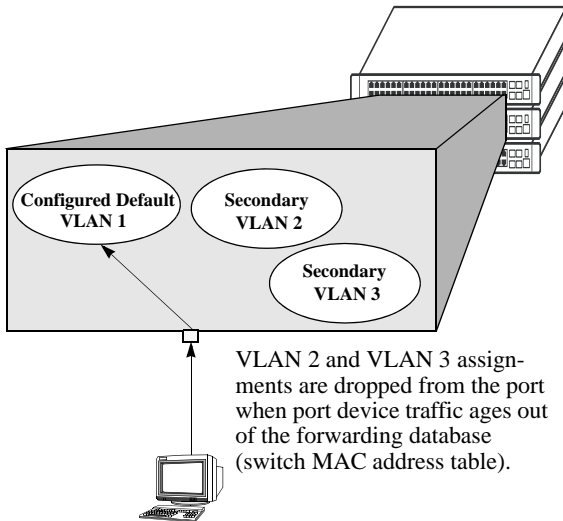 Configured Default
VLAN 1
Secondary
VLAN 2
Secondary
VLAN 3
VLAN 2 and VLAN 3 assign-
ments are dropped from the port
when port device traffic ages out
of the forwarding database
(switch MAC address table).